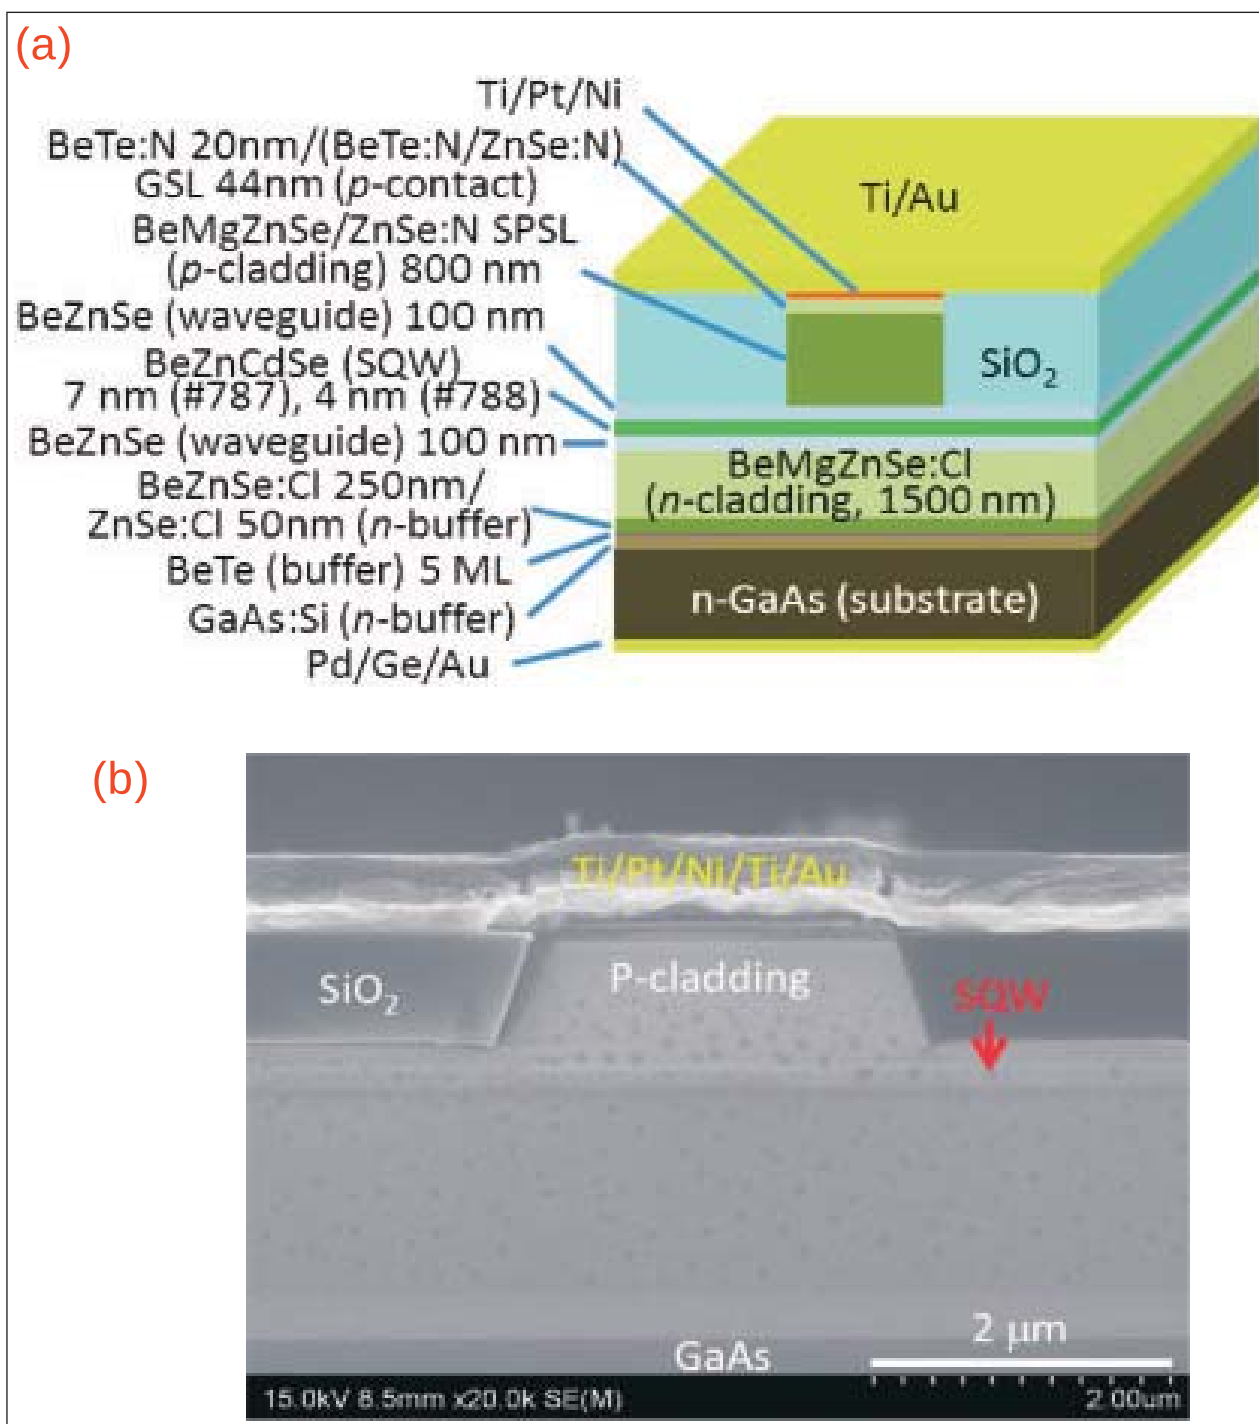 (a)
Ti/Pt/Ni
BeTe:N 20nm/(BeTe:N/ZnSe:N)
GSL 44nm (p-contact)
BeMgZnSe/ZnSe:N SPSL
(p-cladding) 800 nm
BeZnSe (waveguide) 100 nm
BeZnCdSe (SQW)
7 nm (#787), 4 nm (#788)
BeZnSe (waveguide) 100 nm
BeZnSe:Cl 250nm/
ZnSe:Cl 50nm (n-buffer)
BeTe (buffer) 5 ML
GaAs:Si (n-buffer)
Pd/Ge/Au
Ti/Au
SiO₂
BeMgZnSe:Cl
(n-cladding, 1500 nm)
n-GaAs (substrate)
(b)
Ti/Pt/Ni/Ti/Au
P-cladding
SiO₂
SQW
2 μm
GaAs
15.0kV 8.5mm x20.0k SE(M)
2.00um